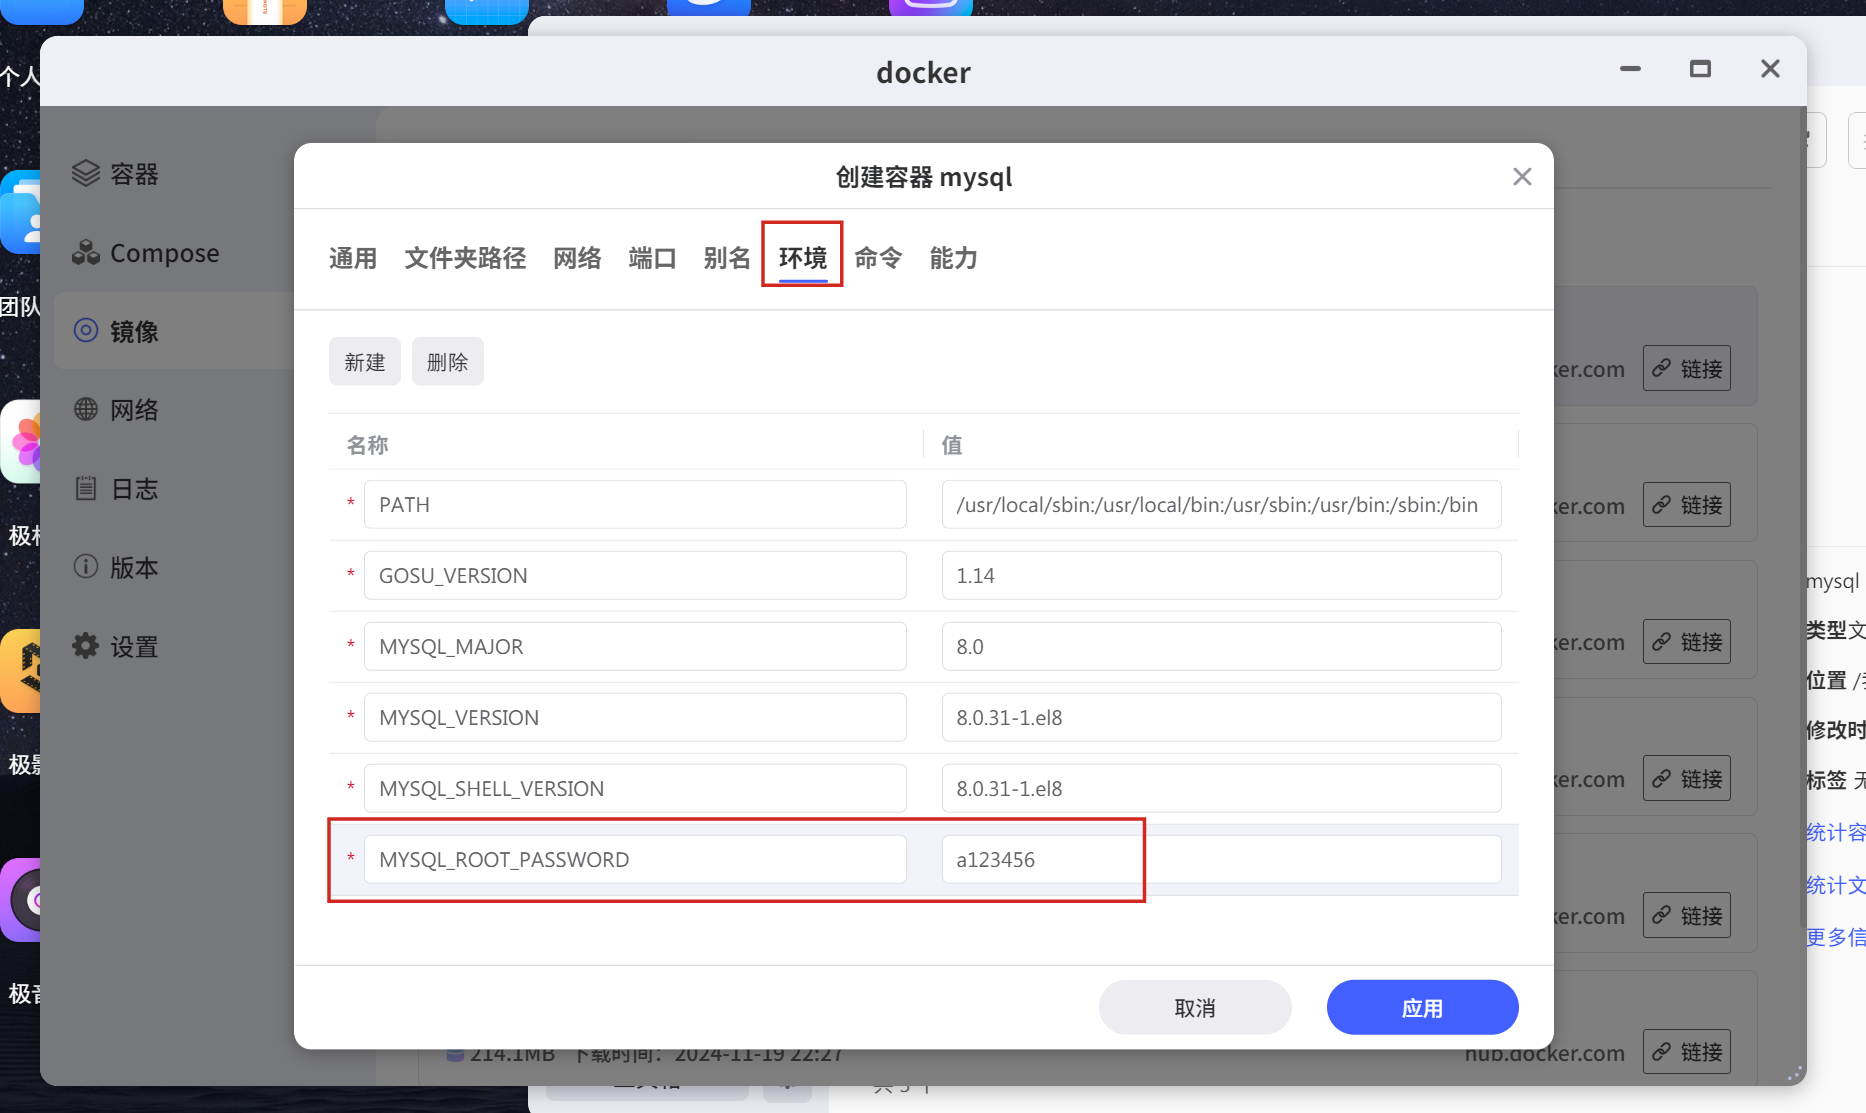 docker
个人
团队
容器
Compose
镜像
网络
日志
版本
设置
创建容器 mysql
通用 文件夹路径 网络 端口 别名 环境 命令 能力
新建 删除
名称 值
* PATH /usr/local/sbin:/usr/local/bin:/usr/sbin:/usr/bin:/sbin:/bin
* GOSU_VERSION 1.14
* MYSQL_MAJOR 8.0
* MYSQL_VERSION 8.0.31-1.el8
* MYSQL_SHELL_VERSION 8.0.31-1.el8
* MYSQL_ROOT_PASSWORD a123456
取消 应用
ker.com 链接
ker.com 链接
ker.com 链接
ker.com 链接
ker.com 链接
214.1MB 下载时间：2024-11-19 22:27 hub.docker.com 链接
mysql
类型 文
位置 /
修改时
标签 无
统计容
统计文
更多信